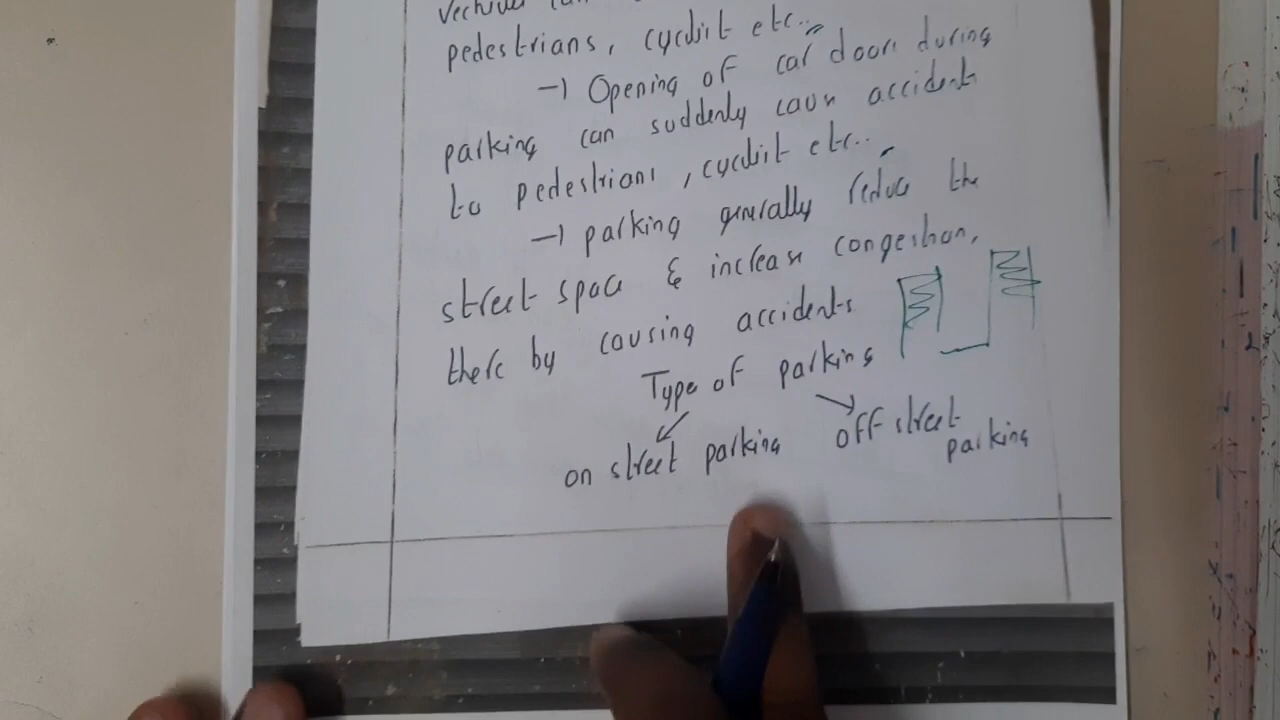 pedestrians, cyclist etc..
→ Opening of car door during
parking can suddenly cause accidents
to pedestrians, cyclist etc..
→ parking generally reduce the
street space & increase congestion,
there by causing accidents
Type of parking
on street parking
off street
parking